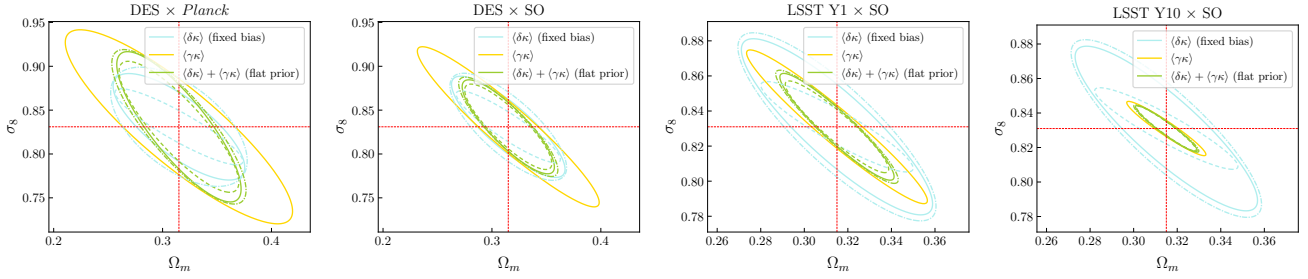 DES × Planck
0.95
0.90
0.85
0.80
0.75
σ8
⟨δκ⟩ (fixed bias)
⟨γκ⟩
⟨δκ⟩ + ⟨γκ⟩ (flat prior)
0.2 0.3 0.4
Ωm
DES × SO
0.95
0.90
0.85
0.80
0.75
σ8
⟨δκ⟩ (fixed bias)
⟨γκ⟩
⟨δκ⟩ + ⟨γκ⟩ (flat prior)
0.2 0.3 0.4
Ωm
LSST Y1 × SO
0.88
0.86
0.84
0.82
0.80
0.78
σ8
⟨δκ⟩ (fixed bias)
⟨γκ⟩
⟨δκ⟩ + ⟨γκ⟩ (flat prior)
0.26 0.28 0.30 0.32 0.34 0.36
Ωm
LSST Y10 × SO
0.88
0.86
0.84
0.82
0.80
0.78
σ8
⟨δκ⟩ (fixed bias)
⟨γκ⟩
⟨δκ⟩ + ⟨γκ⟩ (flat prior)
0.26 0.28 0.30 0.32 0.34 0.36
Ωm